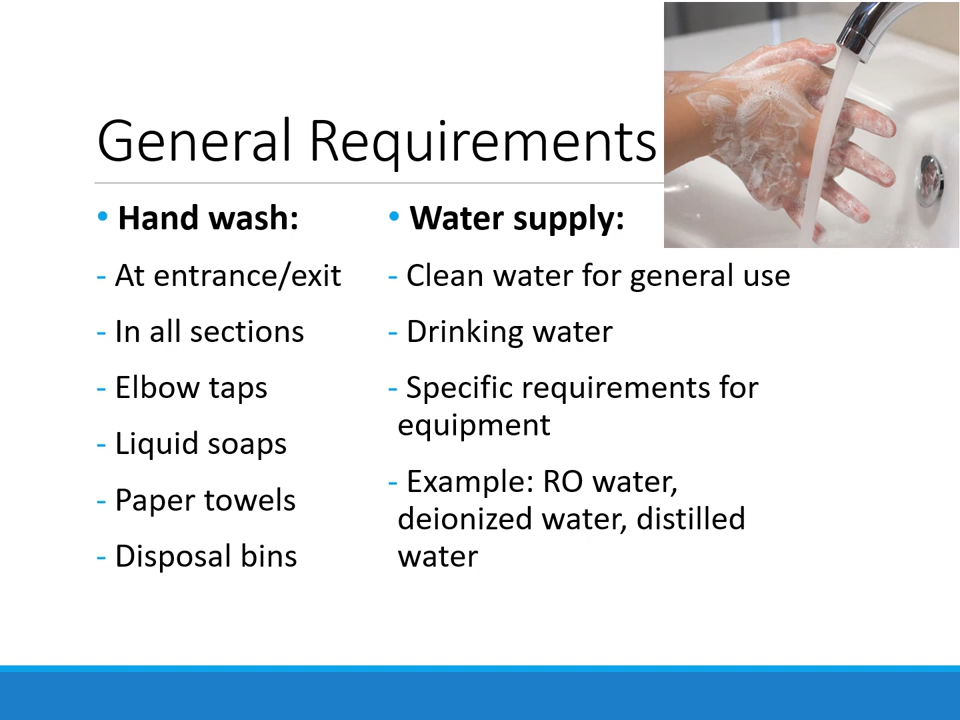 General Requirements
• Hand wash:
- At entrance/exit
- In all sections
- Elbow taps
- Liquid soaps
- Paper towels
- Disposal bins
• Water supply:
- Clean water for general use
- Drinking water
- Specific requirements for
equipment
- Example: RO water,
deionized water, distilled
water